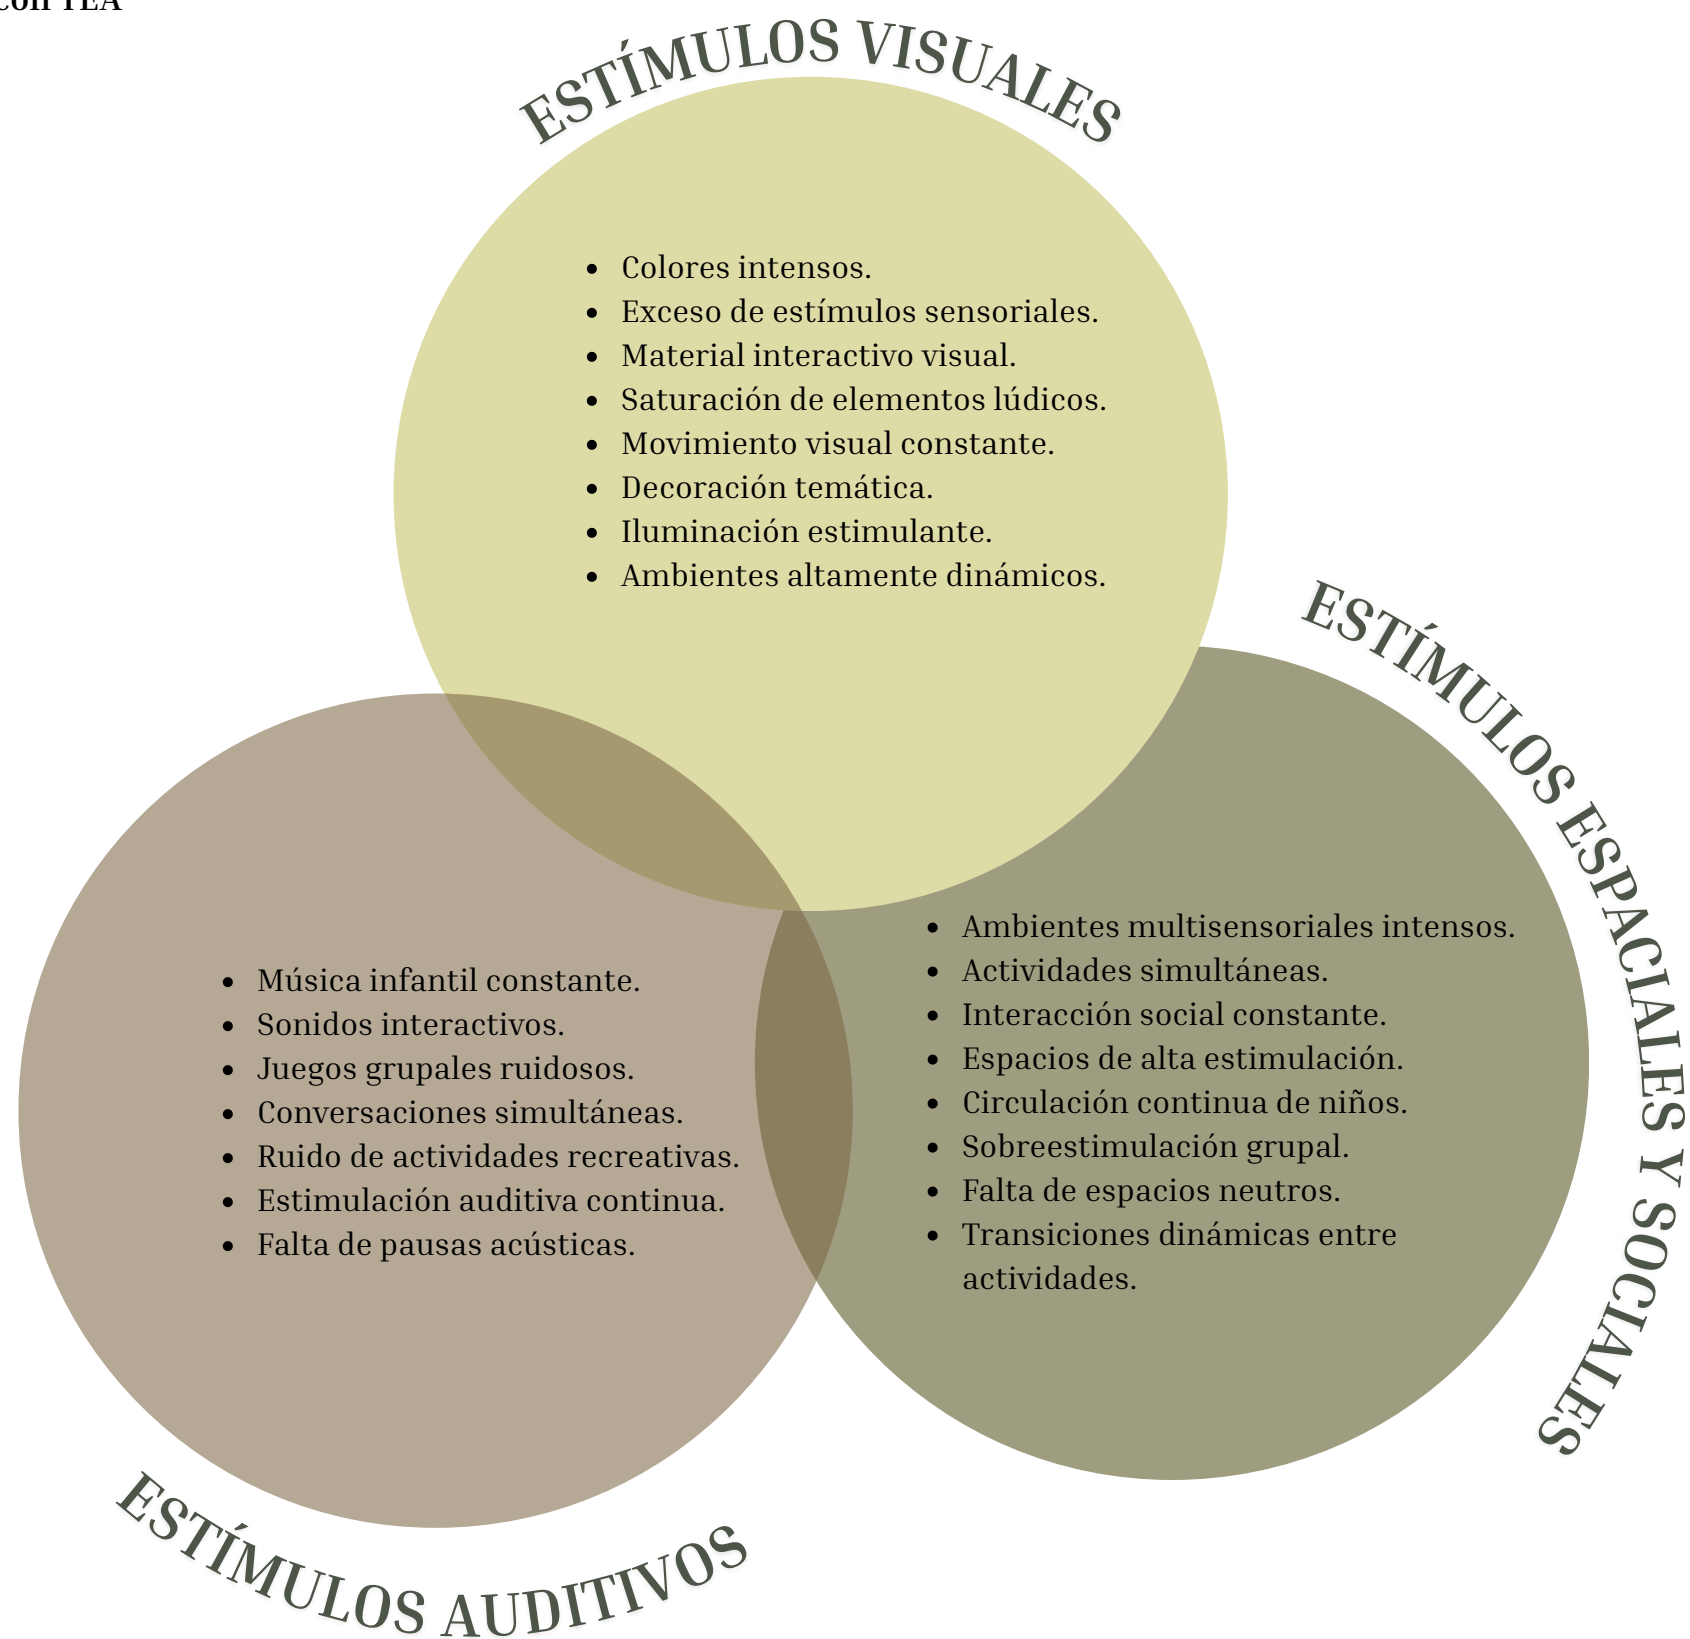 con TEA
ESTÍMULOS VISUALES
Colores intensos.
Exceso de estímulos sensoriales.
Material interactivo visual.
Saturación de elementos lúdicos.
Movimiento visual constante.
Decoración temática.
Iluminación estimulante.
Ambientes altamente dinámicos.
ESTÍMULOS ESPACIALES Y SOCIALES
Ambientes multisensoriales intensos.
Actividades simultáneas.
Interacción social constante.
Espacios de alta estimulación.
Circulación continua de niños.
Sobreestimulación grupal.
Falta de espacios neutros.
Transiciones dinámicas entre
actividades.
Música infantil constante.
Sonidos interactivos.
Juegos grupales ruidosos.
Conversaciones simultáneas.
Ruido de actividades recreativas.
Estimulación auditiva continua.
Falta de pausas acústicas.
ESTÍMULOS AUDITIVOS